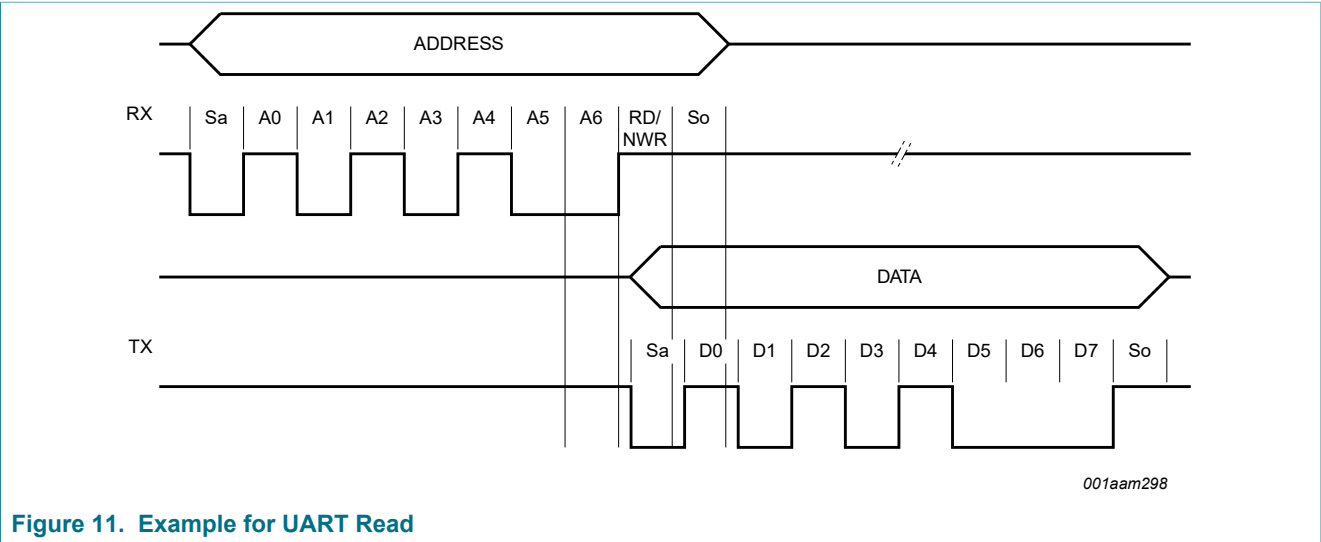 ADDRESS
RX Sa A0 A1 A2 A3 A4 A5 A6 RD/ So
NWR
DATA
TX Sa D0 D1 D2 D3 D4 D5 D6 D7 So
001aam298
Figure 11. Example for UART Read